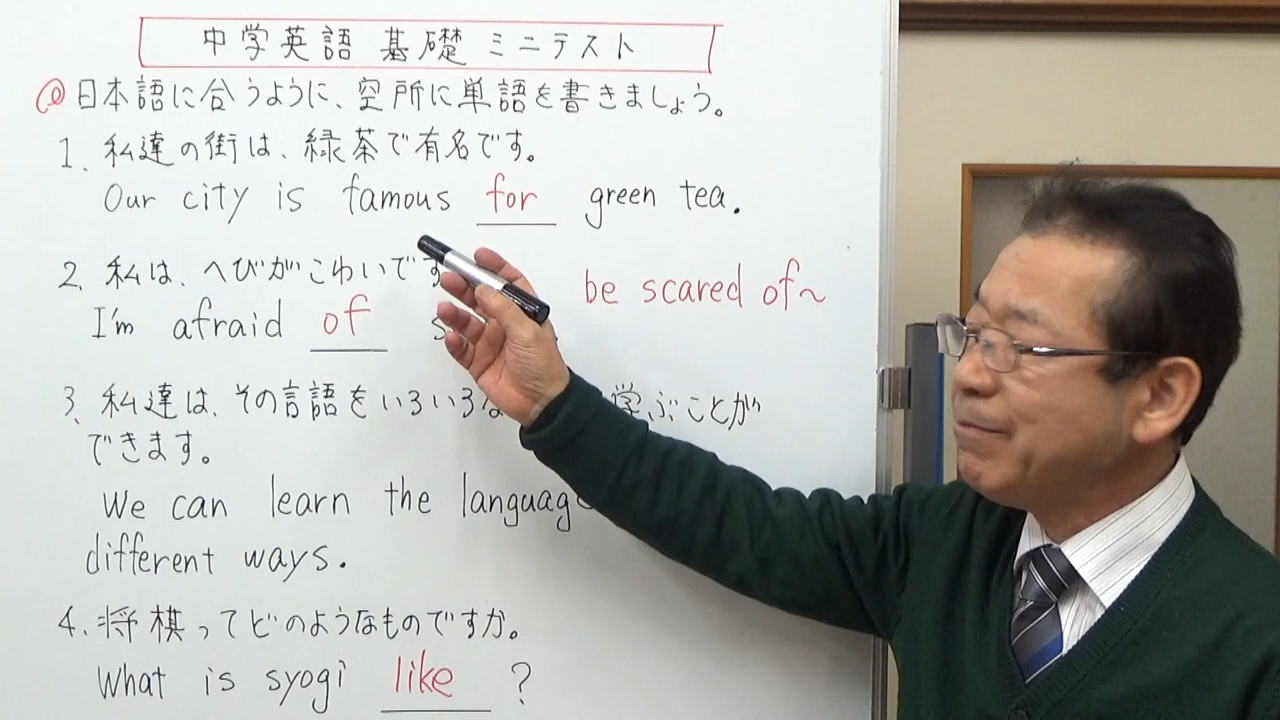 中学英語 基礎 ミニテスト
@日本語に合うように、空所に単語を書きましょう。
1、私達の街は、緑茶で有名です。
Our city is famous for green tea.
2、私は、へびがこわいです
be scared of~
I'm afraid of s
3、私達は、その言語をいろいろな 学ぶことが
できます。
We can learn the language
different ways.
4、将棋ってどのようなものですか。
What is syogi like ?